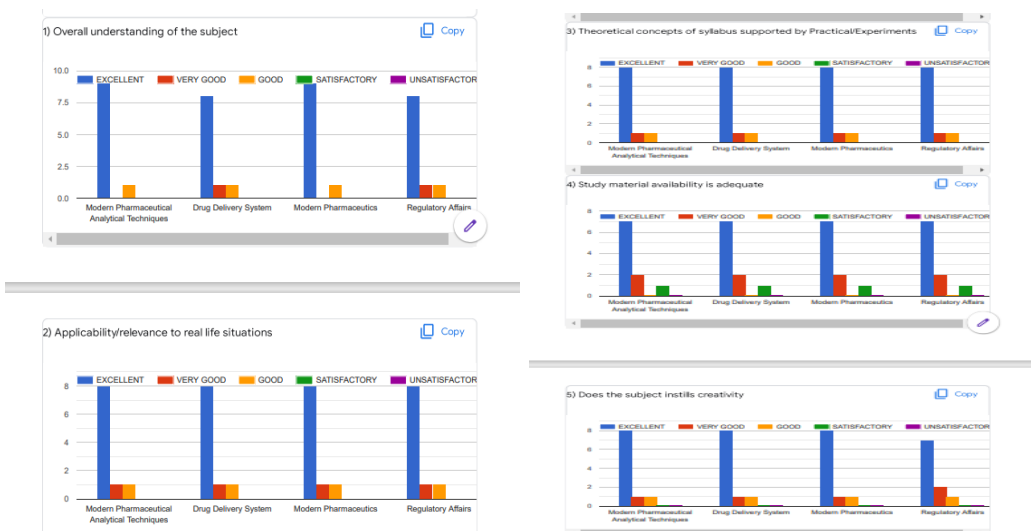 1) Overall understanding of the subject
Copy
10.0
EXCELLENT VERY GOOD GOOD SATISFACTORY UNSATISFACTOR
7.5
5.0
2.5
0.0
Modern Pharmaceutical Analytical Techniques
Drug Delivery System
Modern Pharmaceutics
Regulatory Affairs
2) Applicability/relevance to real life situations
Copy
EXCELLENT VERY GOOD GOOD SATISFACTORY UNSATISFACTOR
8
6
4
2
0
Modern Pharmaceutical
Analytical Techniques
Drug Delivery System
Modern Pharmaceutics
Regulatory Affairs
3) Theoretical concepts of syllabus supported by Practical/Experiments
Copy
EXCELLENT VERY GOOD GOOD SATISFACTORY UNSATISFACTOR
8
6
4
2
0
Modern Pharmaceutical
Analytical Techniques
Drug Delivery System
Modern Pharmaceutics
Regulatory Affairs
4) Study material availability is adequate
Copy
8
EXCELLENT VERY GOOD GOOD SATISFACTORY UNSATISFACTOR
6
4
2
0
Modern Pharmaceutical
Analytical Techniques
Drug Delivery System
Modern Pharmaceutics
Regulatory Affairs
5) Does the subject instills creativity
Copy
EXCELLENT VERY GOOD GOOD SATISFACTORY UNSATISFACTOR
8
6
4
2
0
Modern Pharmaceutical
Analytical Techniques
Drug Delivery System
Modern Pharmaceutics
Regulatory Affairs